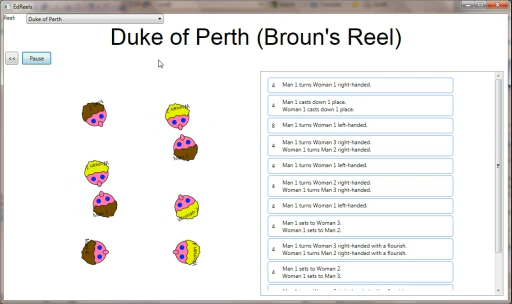 EdReels
Reel: Duke of Perth
Duke of Perth (Broun's Reel)
<< Pause
4 Man 1 turns Woman 1 right-handed.
4 Man 1 casts down 1 place.
Woman 1 casts down 1 place.
8 Man 1 turns Woman 1 left-handed.
4 Man 1 turns Woman 3 right-handed.
Woman 1 turns Man 2 right-handed.
4 Man 1 turns Woman 1 left-handed.
4 Man 1 turns Woman 2 right-handed.
Woman 1 turns Man 3 right-handed.
4 Man 1 turns Woman 1 left-handed.
4 Man 1 sets to Woman 3.
Woman 1 sets to Man 2.
4 Man 1 turns Woman 3 right-handed with a flourish.
Woman 1 turns Man 2 right-handed with a flourish.
4 Man 1 sets to Woman 2.
Woman 1 sets to Man 3.